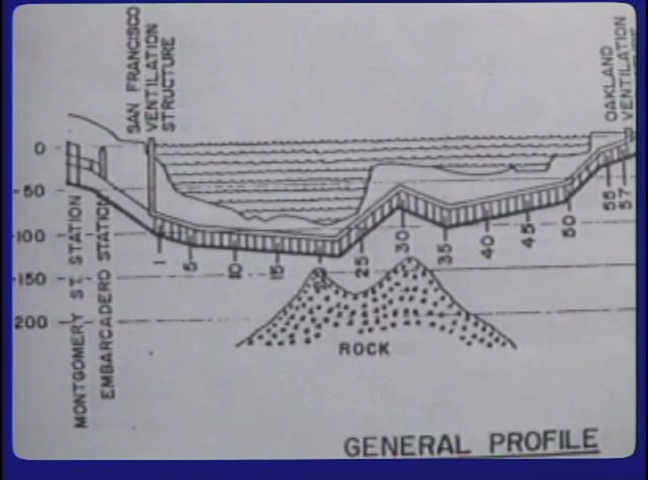 SAN FRANCISCO
VENTILATION
STRUCTURE
OAKLAND
VENTILATION
0
-50
-100
-150
-200
MONTGOMERY ST. STATION
EMBARCADERO STATION
1
5
10
15
20
25
30
35
40
45
50
55
57
ROCK
GENERAL PROFILE